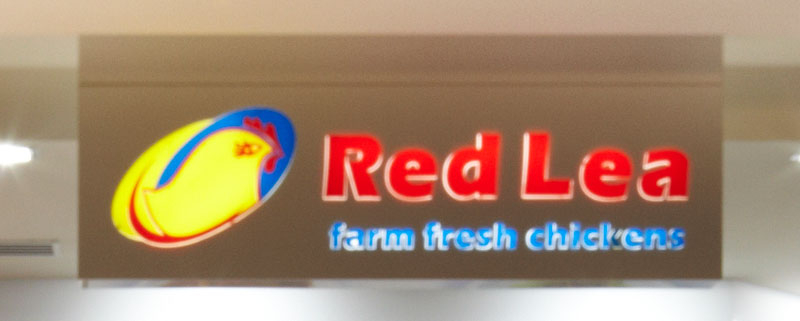 Red Lea
farm fresh chickens